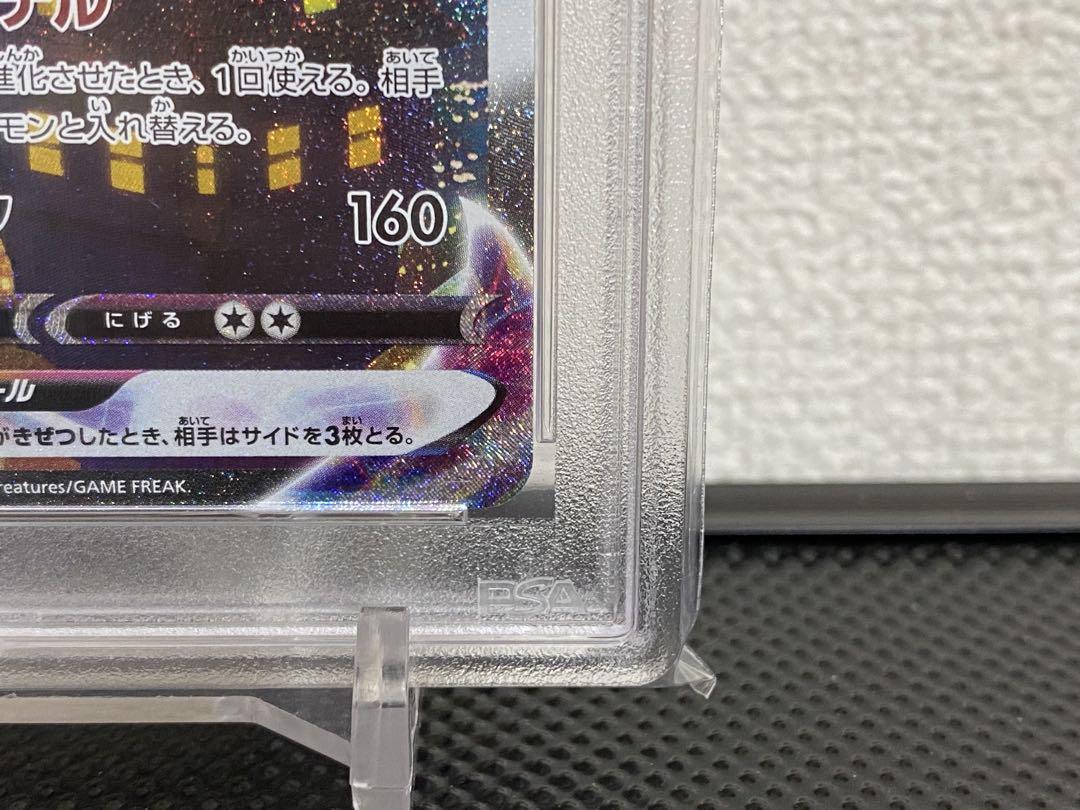 ナル
進化させたとき、1回使える。相手
モンと入れ替える。
160
にげる
ール
がきぜつしたとき、相手はサイドを3枚とる。
reatures/GAME FREAK.
PSA